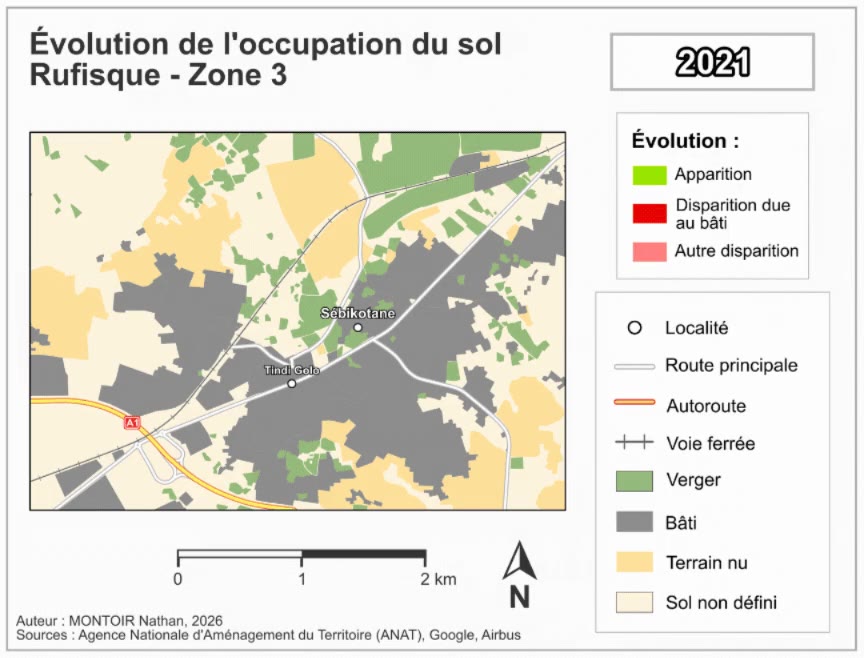 Évolution de l'occupation du sol
Rufisque - Zone 3
2021
Évolution :
Apparition
Disparition due
au bâti
Autre disparition
Sébikotane
Tindi Golo
A1
Localité
Route principale
Autoroute
Voie ferrée
Verger
Bâti
Terrain nu
Sol non défini
0 1 2 km
N
Auteur : MONTOIR Nathan, 2026
Sources : Agence Nationale d'Aménagement du Territoire (ANAT), Google, Airbus